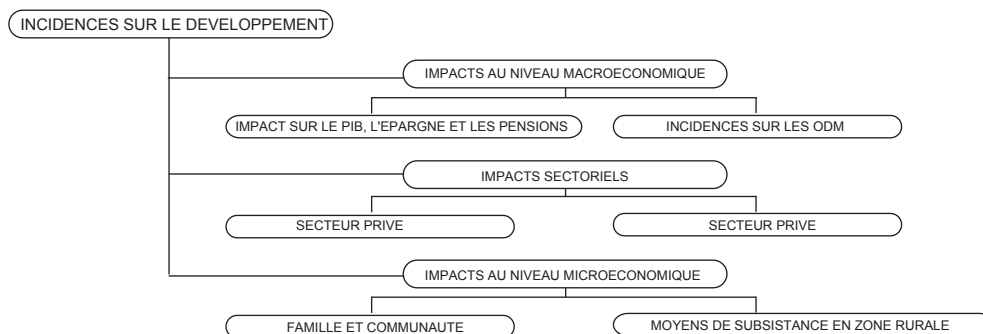 INCIDENCES SUR LE DEVELOPPEMENT
IMPACTS AU NIVEAU MACROECONOMIQUE
IMPACT SUR LE PIB, L'EPARGNE ET LES PENSIONS
INCIDENCES SUR LES ODM
IMPACTS SECTORIELS
SECTEUR PRIVE
SECTEUR PRIVE
IMPACTS AU NIVEAU MICROECONOMIQUE
FAMILLE ET COMMUNAUTE
MOYENS DE SUBSISTANCE EN ZONE RURALE